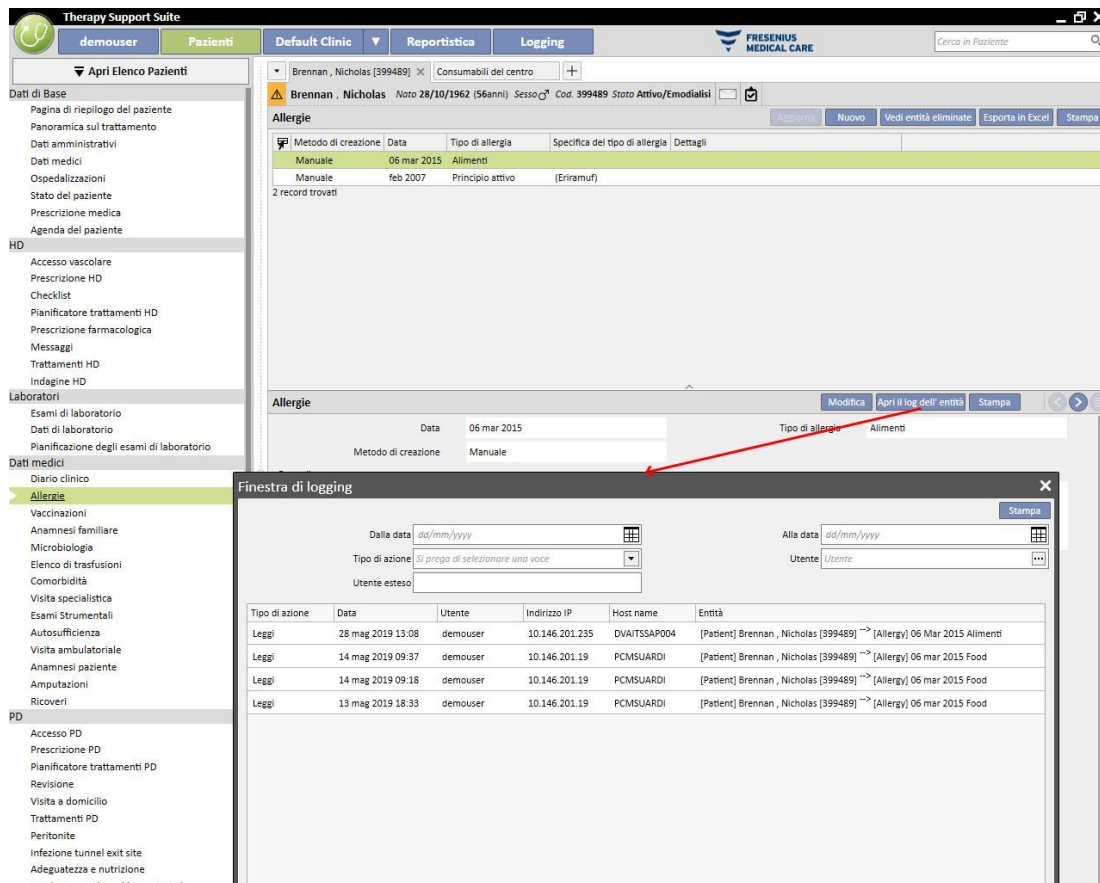 Therapy Support Suite
demouser Pazienti Default Clinic Reportistica Logging FRESENIUS MEDICAL CARE Cerca in Paziente
Apri Elenco Pazienti
Brennan , Nicholas [399489] Consumabili del centro
Brennan , Nicholas Nato 28/10/1962 (56anni) Sesso Cod. 399489 Stato Attivo/Emodialisi
Allergie Aggiorna Nuovo Vedi entità eliminate Esporta in Excel Stampa
Metodo di creazione Data Tipo di allergia Specifica del tipo di allergia Dettagli
Manuale 06 mar 2015 Alimenti
Manuale feb 2007 Principio attivo (Eriramuf)
2 record trovati
Dati di Base
Pagina di riepilogo del paziente
Panoramica sul trattamento
Dati amministrativi
Dati medici
Ospedalizzazioni
Stato del paziente
Prescrizione medica
Agenda del paziente
HD
Accesso vascolare
Prescrizione HD
Checklist
Pianificatore trattamenti HD
Prescrizione farmacologica
Messaggi
Trattamenti HD
Indagine HD
Laboratori
Esami di laboratorio
Dati di laboratorio
Pianificazione degli esami di laboratorio
Dati medici
Diario clinico
Allergie
Vaccinazioni
Anamnesi familiare
Microbiologia
Elenco di trasfusioni
Comorbidità
Visita specialistica
Esami Strumentali
Autosufficienza
Visita ambulatoriale
Anamnesi paziente
Amputazioni
Ricoveri
PD
Accesso PD
Prescrizione PD
Pianificatore trattamenti PD
Revisione
Visita a domicilio
Trattamenti PD
Peritonite
Infezione tunnel exit site
Adeguatezza e nutrizione
Allergie Modifica Apri il log dell' entità Stampa
Data 06 mar 2015 Tipo di allergia Alimenti
Metodo di creazione Manuale
Finestra di logging
Stampa
Dalla data dd/mm/yyyy Alla data dd/mm/yyyy
Tipo di azione Si prega di selezionare una voce Utente Utente
Utente esteso
Tipo di azione Data Utente Indirizzo IP Host name Entità
Leggi 28 mag 2019 13:08 demouser 10.146.201.235 DVAITSSAP004 [Patient] Brennan , Nicholas [399489] --> [Allergy] 06 Mar 2015 Alimenti
Leggi 14 mag 2019 09:37 demouser 10.146.201.19 PCMSUARDI [Patient] Brennan , Nicholas [399489] --> [Allergy] 06 mar 2015 Food
Leggi 14 mag 2019 09:18 demouser 10.146.201.19 PCMSUARDI [Patient] Brennan , Nicholas [399489] --> [Allergy] 06 mar 2015 Food
Leggi 13 mag 2019 18:33 demouser 10.146.201.19 PCMSUARDI [Patient] Brennan , Nicholas [399489] --> [Allergy] 06 mar 2015 Food